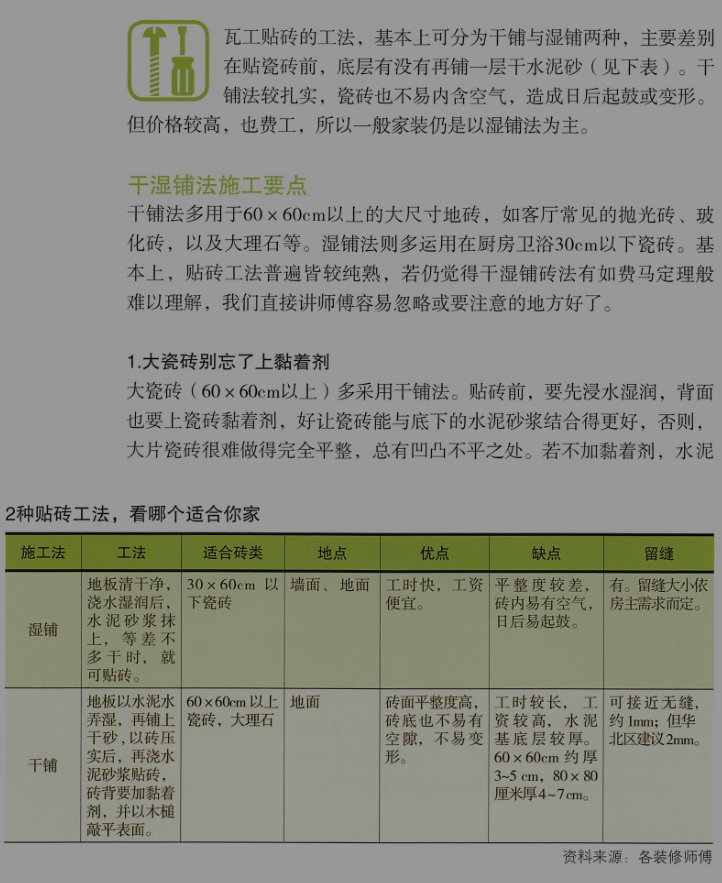 瓦工贴砖的工法，基本上可分为干铺与湿铺两种，主要差别
在贴瓷砖前，底层有没有再铺一层干水泥砂（见下表）。干
铺法较扎实，瓷砖也不易内含空气，造成日后起鼓或变形。
但价格较高，也费工，所以一般家装仍是以湿铺法为主。
干湿铺法施工要点
干铺法多用于60×60cm以上的大尺寸地砖，如客厅常见的抛光砖、玻
化砖，以及大理石等。湿铺法则多运用在厨房卫浴30cm以下瓷砖。基
本上，贴砖工法普遍皆较纯熟，若仍觉得干湿铺砖法有如费马定理般
难以理解，我们直接讲师傅容易忽略或要注意的地方好了。
1.大瓷砖别忘了上黏着剂
大瓷砖（60×60cm以上）多采用干铺法。贴砖前，要先浸水湿润，背面
也要上瓷砖黏着剂，好让瓷砖能与底下的水泥砂浆结合得更好，否则，
大片瓷砖很难做得完全平整，总有凹凸不平之处。若不加黏着剂，水泥
2种贴砖工法，看哪个适合你家
施工法 工法 适合砖类 地点 优点 缺点 留缝
湿铺
地板清干净，
浇水湿润后，
水泥砂浆抹
上，等差不
多干时，就
可贴砖。
30×60cm 以
下瓷砖
墙面、地面
工时快，工资
便宜。
平整度较差，
砖内易有空气，
日后易起鼓。
有。留缝大小依
房主需求而定。
干铺
地板以水泥水
弄湿，再铺上
干砂，以砖压
实后，再浇水
泥砂浆贴砖，
砖背要加黏着
剂，并以木槌
敲平表面。
60×60cm 以上
瓷砖，大理石
地面
砖面平整度高，
砖底也不易有
空隙，不易变
形。
工时较长，工
资较高，水泥
基底层较厚。
60×60cm 约厚
3~5 cm，80×80
厘米厚4~7cm。
可接近无缝，
约1mm；但华
北区建议2mm。
资料来源：各装修师傅